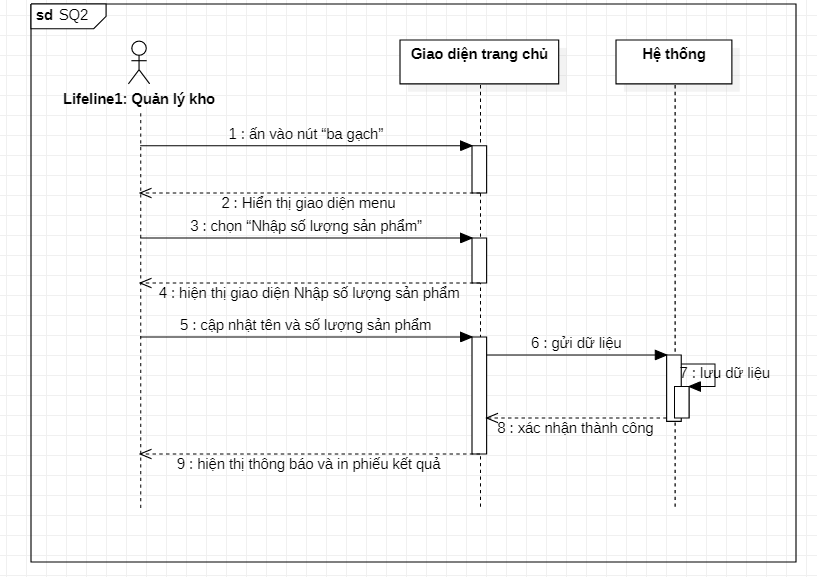 sd SQ2
Giao diện trang chủ
Hệ thống
Lifeline1: Quản lý kho
1 : ấn vào nút “ba gạch”
2 : Hiển thị giao diện menu
3 : chọn “Nhập số lượng sản phẩm”
4 : hiện thị giao diện Nhập số lượng sản phẩm
5 : cập nhật tên và số lượng sản phẩm
6 : gửi dữ liệu
7 : lưu dữ liệu
8 : xác nhận thành công
9 : hiện thị thông báo và in phiếu kết quả